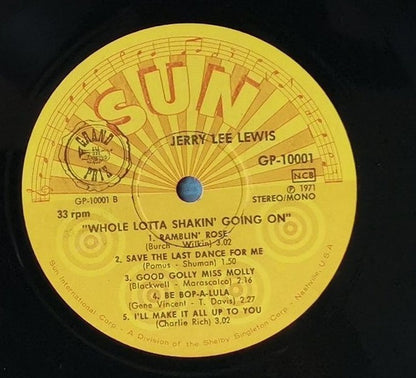 SUN
JERRY LEE LEWIS
GRAND
PRIX
GP-10001
NCB
℗ 1971
GP-10001 B
STEREO/MONO
33 rpm
"WHOLE LOTTA SHAKIN' GOING ON"
1. RAMBLIN' ROSE
(Burch - Wilkin) 3.02
2. SAVE THE LAST DANCE FOR ME
(Pomus - Shuman) 1.50
3. GOOD GOLLY MISS MOLLY
(Blackwell - Marascalco) 2.16
4. BE BOP-A-LULA
(Gene Vincent - T. Davis) 2.27
5. I'LL MAKE IT ALL UP TO YOU
(Charlie Rich) 3.02
Sun International Corp. - A Division of the Shelby Singleton Corp. - Nashville, U.S.A